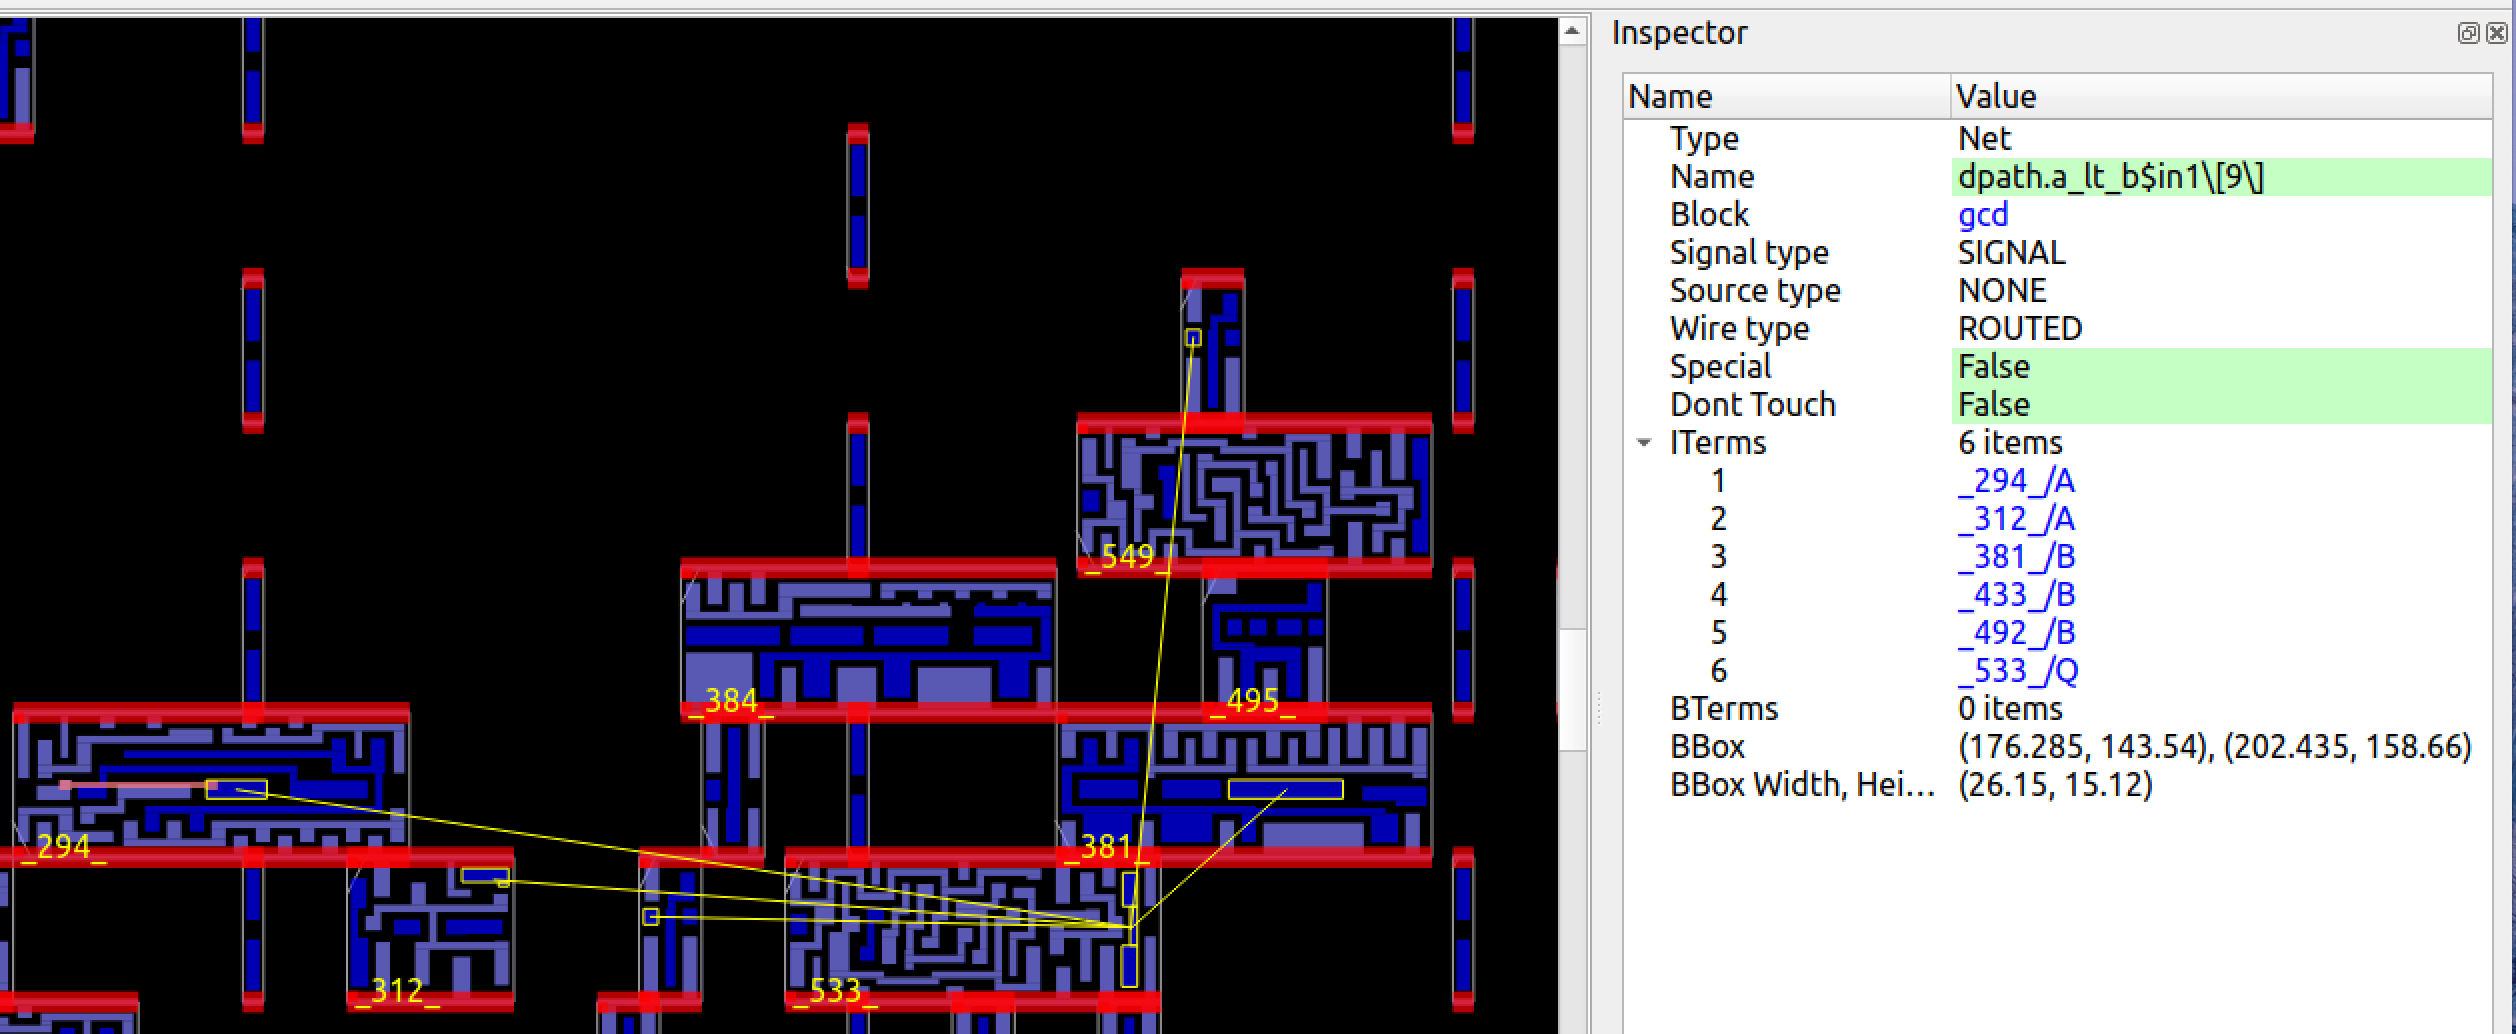 Inspector
Name Value
Type Net
Name dpath.a_lt_b$in1\[9\]
Block gcd
Signal type SIGNAL
Source type NONE
Wire type ROUTED
Special False
Dont Touch False
ITerms 6 items
1 _294_/A
2 _312_/A
3 _381_/B
4 _433_/B
5 _492_/B
6 _533_/Q
BTerms 0 items
BBox (176.285, 143.54), (202.435, 158.66)
BBox Width, Hei... (26.15, 15.12)
_549_
_384_
_495_
_294_
_381_
_312_
_533_